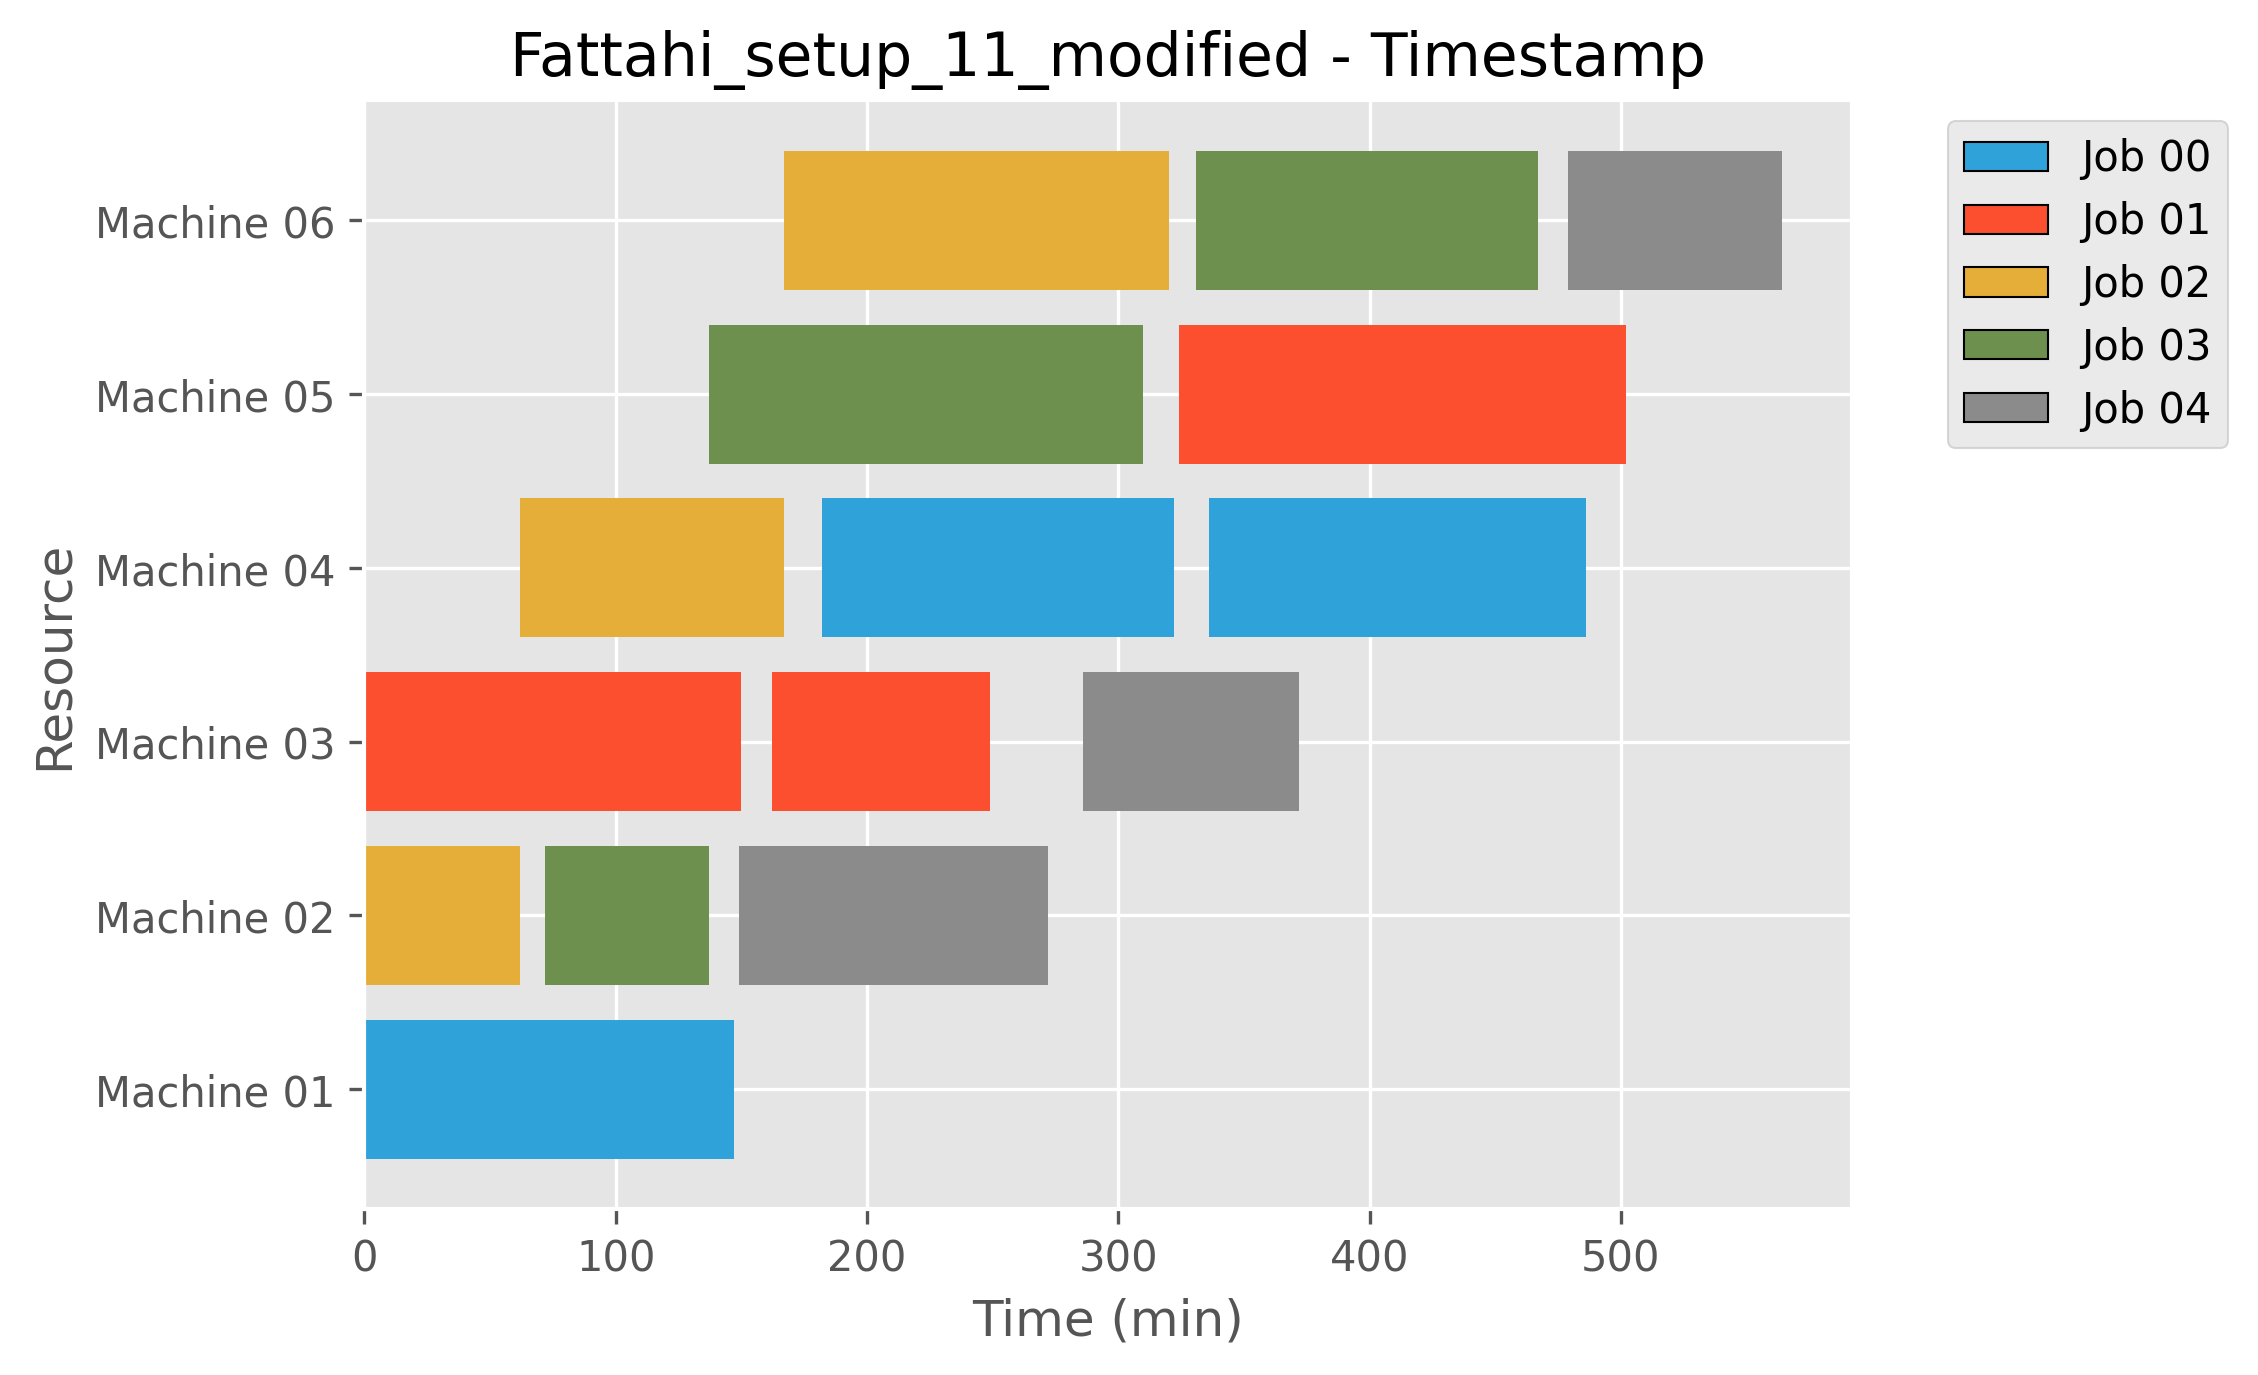 Fattahi_setup_11_modified - Timestamp
Job 00
Job 01
Job 02
Job 03
Job 04
Resource
Machine 06
Machine 05
Machine 04
Machine 03
Machine 02
Machine 01
0 100 200 300 400 500
Time (min)